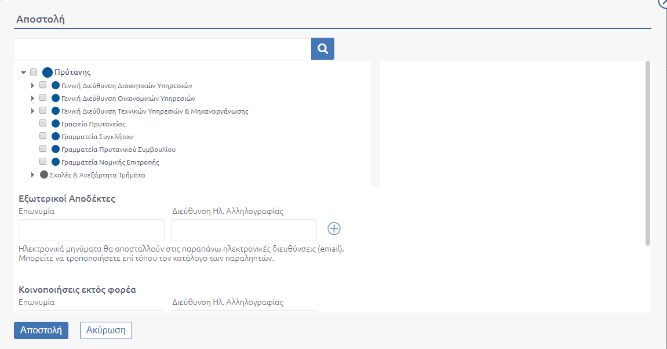 Αποστολή
Πρύτανης
Γενική Διεύθυνση Διοικητικών Υπηρεσιών
Γενική Διεύθυνση Οικονομικών Υπηρεσιών
Γενική Διεύθυνση Τεχνικών Υπηρεσιών & Μηχανοργάνωσης
Γραφείο Πρυτανείας
Γραμματεία Συγκλήτου
Γραμματεία Πρυτανικού Συμβουλίου
Γραμματεία Νομικής Επιτροπής
Σχολές & Ανεξάρτητα Τμήματα
Εξωτερικοί Αποδέκτες
Επωνυμία Διεύθυνση Ηλ. Αλληλογραφίας
Ηλεκτρονικά μηνύματα θα αποσταλλούν στις παραπάνω ηλεκτρονικές διευθύνσεις (email).
Μπορείτε να τροποποιήσετε επί τόπου τον κατάλογο των παραληπτών.
Κοινοποιήσεις εκτός φορέα
Επωνυμία Διεύθυνση Ηλ. Αλληλογραφίας
Αποστολή Ακύρωση